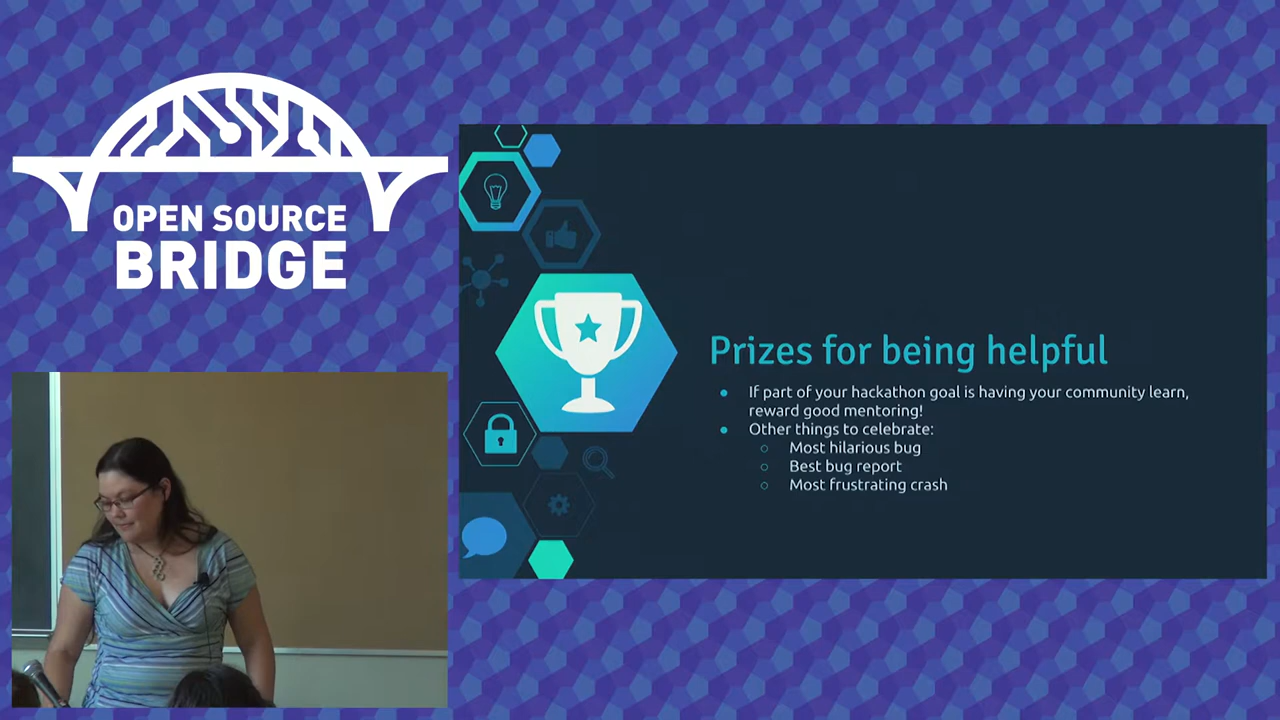 OPEN SOURCE
BRIDGE
Prizes for being helpful
● If part of your hackathon goal is having your community learn,
reward good mentoring!
● Other things to celebrate:
○ Most hilarious bug
○ Best bug report
○ Most frustrating crash